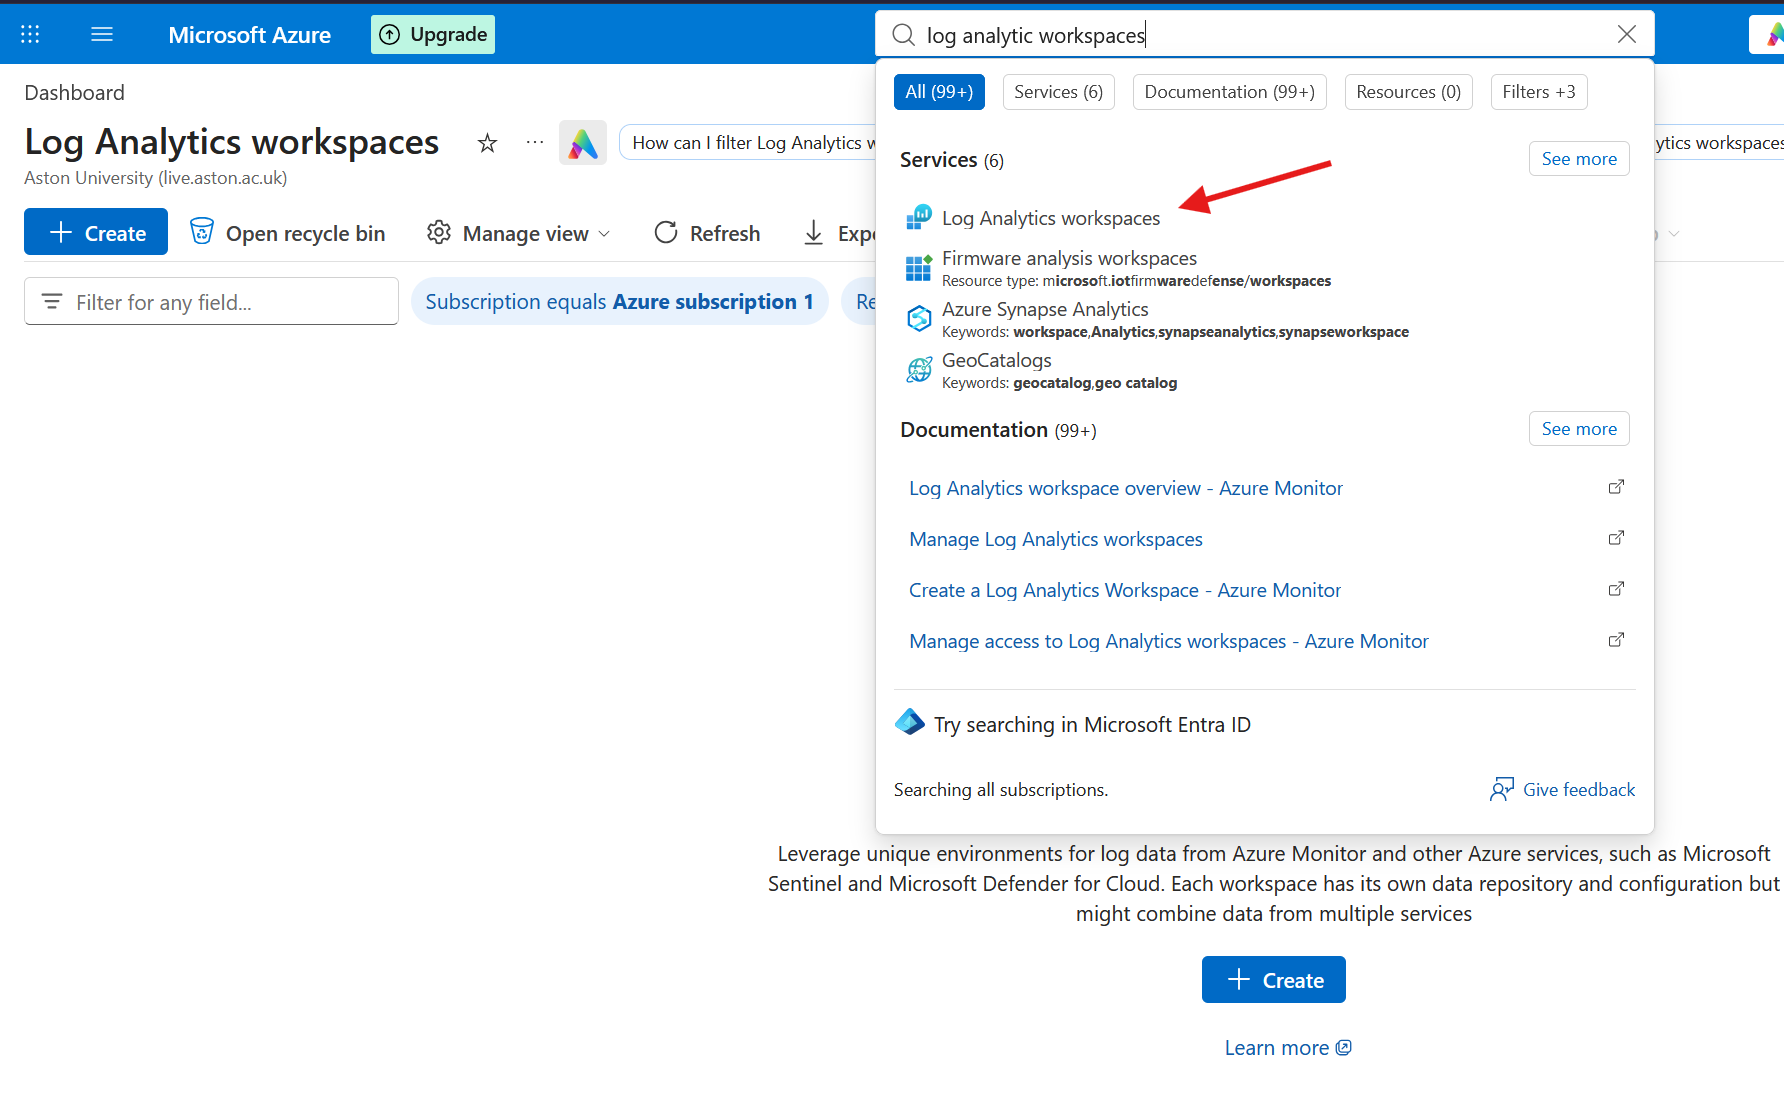 Microsoft Azure
Upgrade
log analytic workspaces
Dashboard
Log Analytics workspaces
Aston University (live.aston.ac.uk)
How can I filter Log Analytics w
ytics workspaces
Create
Open recycle bin
Manage view
Refresh
Expo
Filter for any field...
Subscription equals Azure subscription 1
Re
All (99+)
Services (6)
Documentation (99+)
Resources (0)
Filters +3
Services (6)
See more
Log Analytics workspaces
Firmware analysis workspaces
Resource type: microsoft.iotfirmwaredefense/workspaces
Azure Synapse Analytics
Keywords: workspace,Analytics,synapseanalytics,synapseworkspace
GeoCatalogs
Keywords: geocatalog,geo catalog
Documentation (99+)
See more
Log Analytics workspace overview - Azure Monitor
Manage Log Analytics workspaces
Create a Log Analytics Workspace - Azure Monitor
Manage access to Log Analytics workspaces - Azure Monitor
Try searching in Microsoft Entra ID
Searching all subscriptions.
Give feedback
Leverage unique environments for log data from Azure Monitor and other Azure services, such as Microsoft
Sentinel and Microsoft Defender for Cloud. Each workspace has its own data repository and configuration but
might combine data from multiple services
Create
Learn more